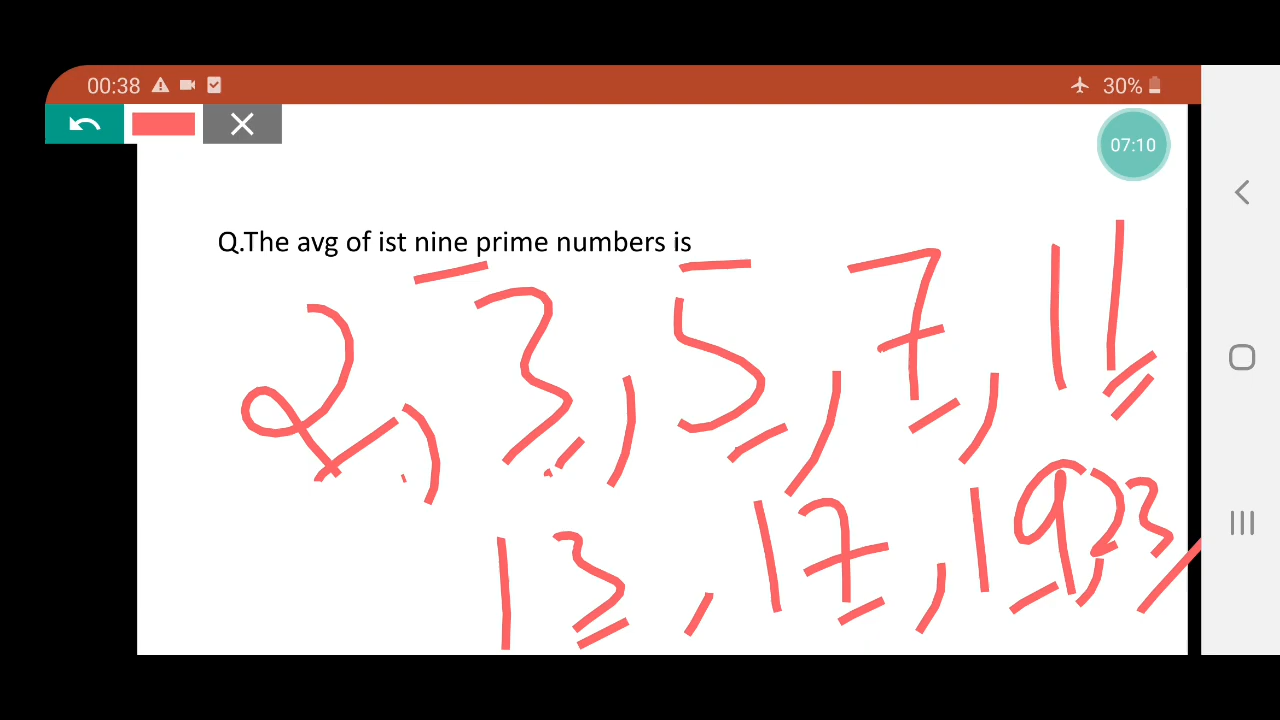 00:38
30%
07:10
Q.The avg of ist nine prime numbers is
2, 3, 5, 7, 11
13, 17, 19, 23